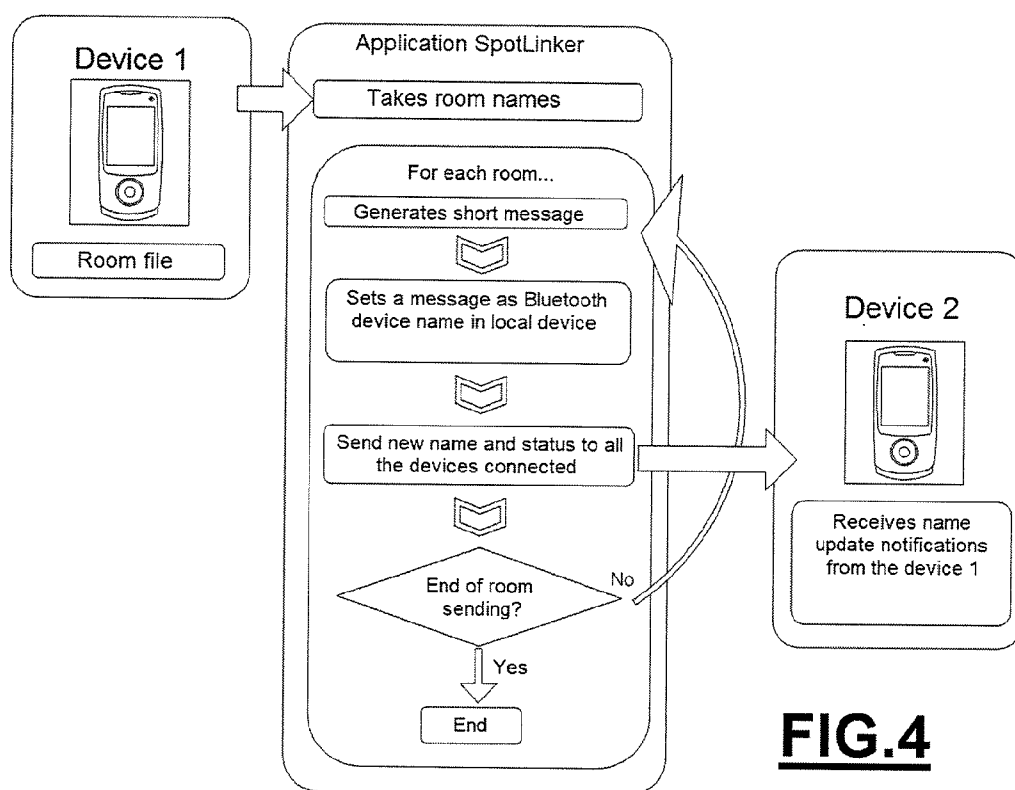 Device 1
Room file
Application SpotLinker
Takes room names
For each room...
Generates short message
Sets a message as Bluetooth
device name in local device
Send new name and status to all
the devices connected
End of room
sending?
No
Yes
End
Device 2
Receives name
update notifications
from the device 1
FIG.4